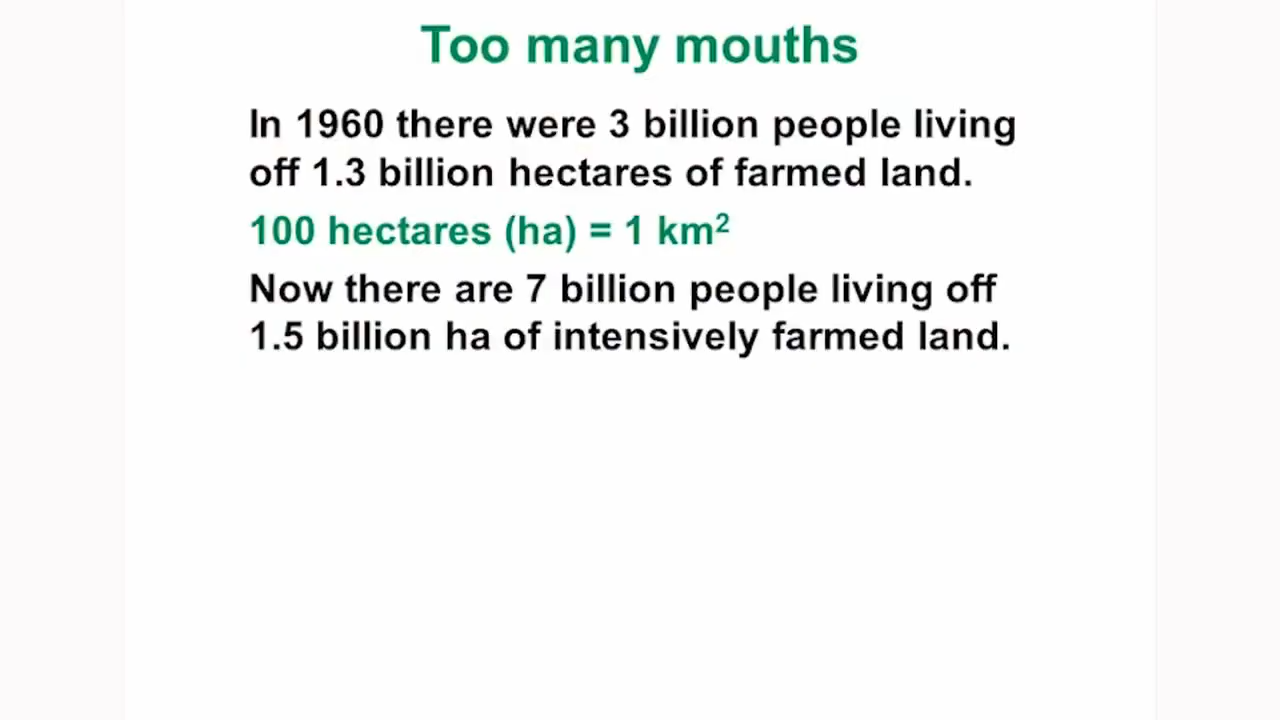 Too many mouths
In 1960 there were 3 billion people living
off 1.3 billion hectares of farmed land.
100 hectares (ha) = 1 km²
Now there are 7 billion people living off
1.5 billion ha of intensively farmed land.